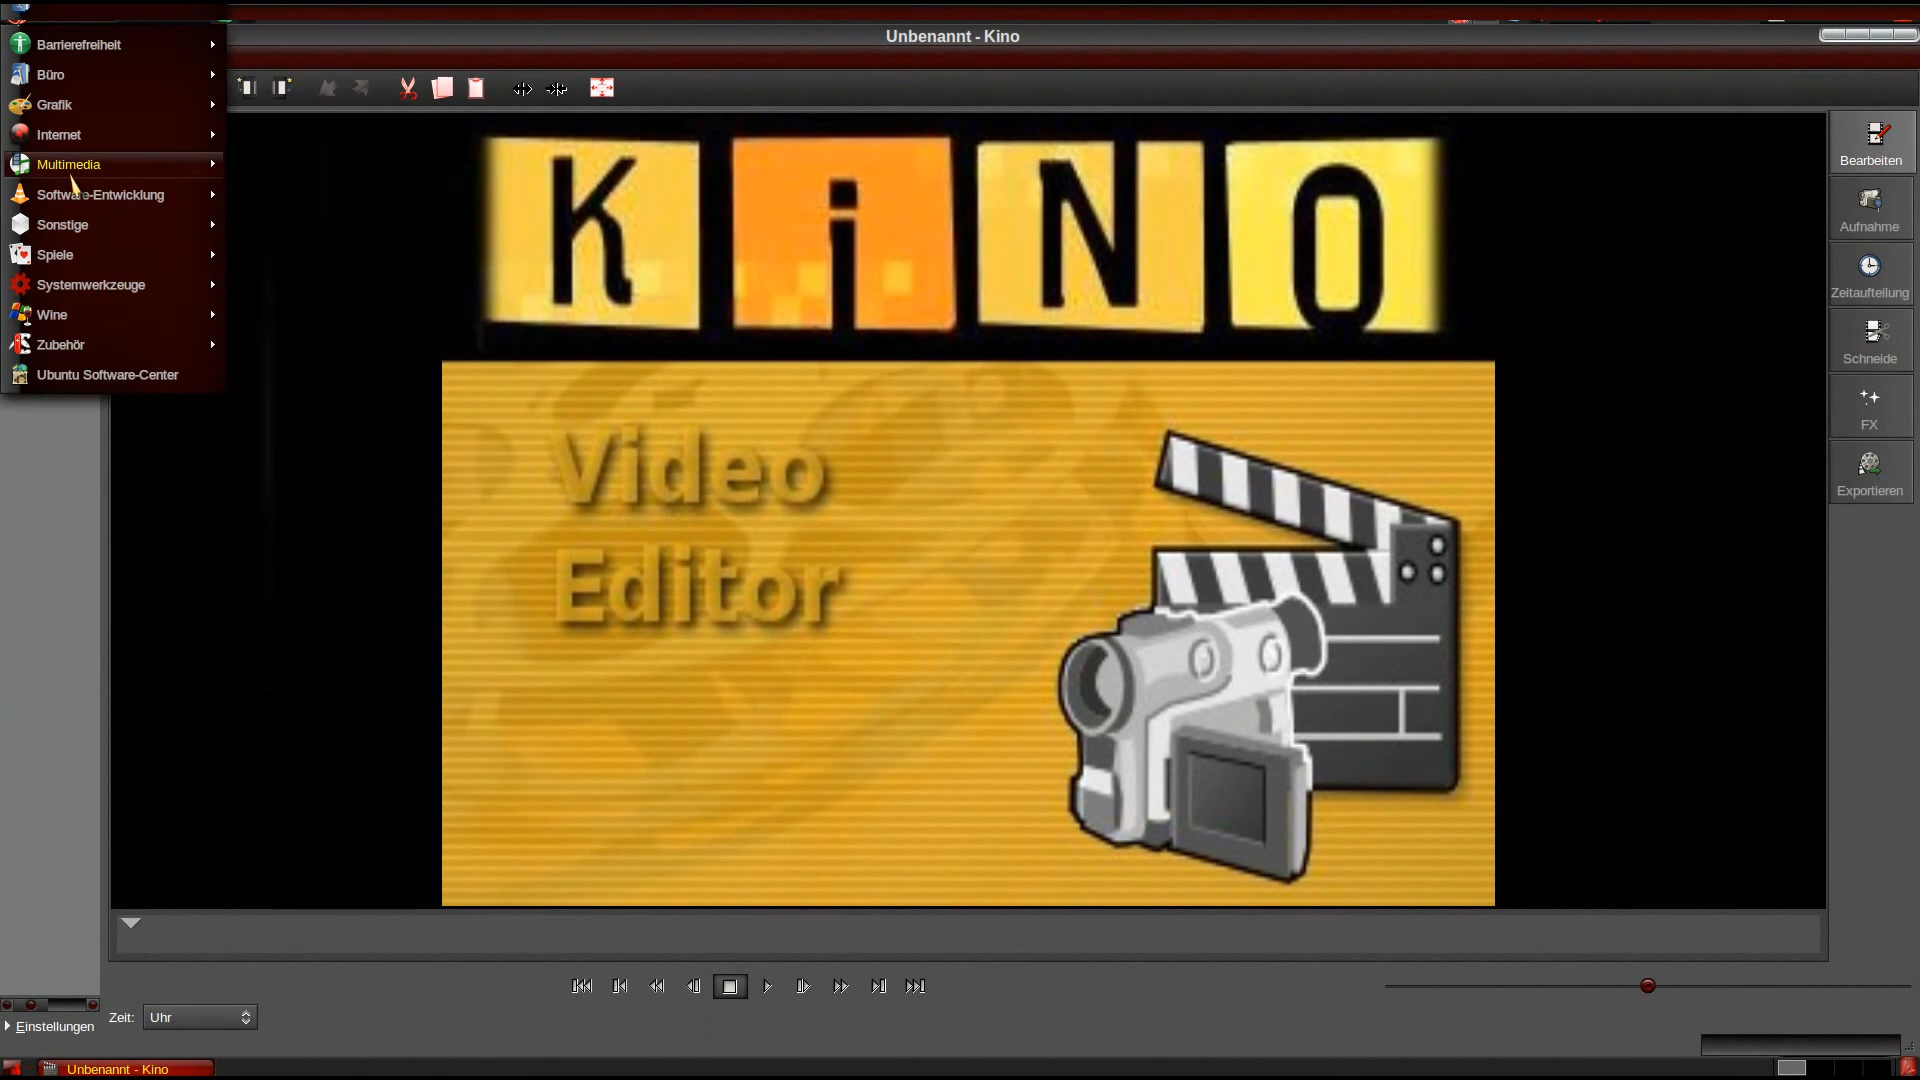 Unbenannt - Kino
Barrierefreiheit
Büro
Grafik
Internet
Multimedia
Software-Entwicklung
Sonstige
Spiele
Systemwerkzeuge
Wine
Zubehör
Ubuntu Software-Center
KiNO
Video
Editor
Bearbeiten
Aufnahme
Zeitaufteilung
Schneide
FX
Exportieren
Zeit:
Uhr
Einstellungen
Unbenannt - Kino